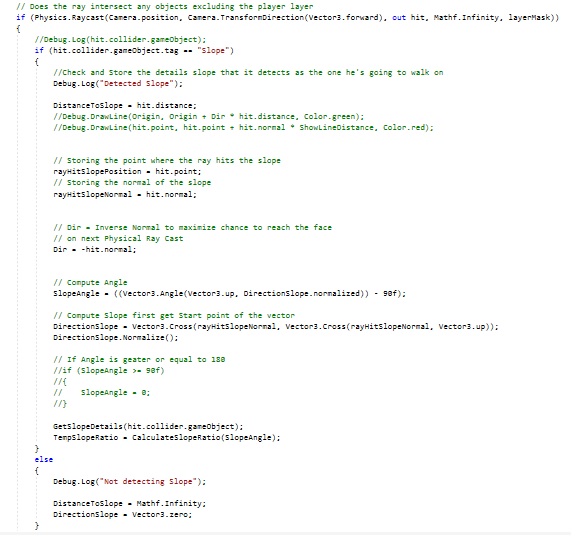 // Does the ray intersect any objects excluding the player layer
if (Physics.Raycast(Camera.position, Camera.TransformDirection(Vector3.forward), out hit, Mathf.Infinity, layerMask))
{
//Debug.Log(hit.collider.gameObject);
if (hit.collider.gameObject.tag == "Slope")
{
//Check and Store the details slope that it detects as the one he's going to walk on
Debug.Log("Detected Slope");
DistanceToSlope = hit.distance;
//Debug.DrawLine(Origin, Origin + Dir * hit.distance, Color.green);
//Debug.DrawLine(hit.point, hit.point + hit.normal * ShowLineDistance, Color.red);
// Storing the point where the ray hits the slope
rayHitSlopePosition = hit.point;
// Storing the normal of the slope
rayHitSlopeNormal = hit.normal;
// Dir = Inverse Normal to maximize chance to reach the face
// on next Physical Ray Cast
Dir = -hit.normal;
// Compute Angle
SlopeAngle = ((Vector3.Angle(Vector3.up, DirectionSlope.normalized)) - 90f);
// Compute Slope first get Start point of the vector
DirectionSlope = Vector3.Cross(rayHitSlopeNormal, Vector3.Cross(rayHitSlopeNormal, Vector3.up));
DirectionSlope.Normalize();
// If Angle is geater or equal to 180
//if (SlopeAngle >= 90f)
//{
//    SlopeAngle = 0;
//}
GetSlopeDetails(hit.collider.gameObject);
TempSlopeRatio = CalculateSlopeRatio(SlopeAngle);
}
else
{
Debug.Log("Not detecting Slope");
DistanceToSlope = Mathf.Infinity;
DirectionSlope = Vector3.zero;
}